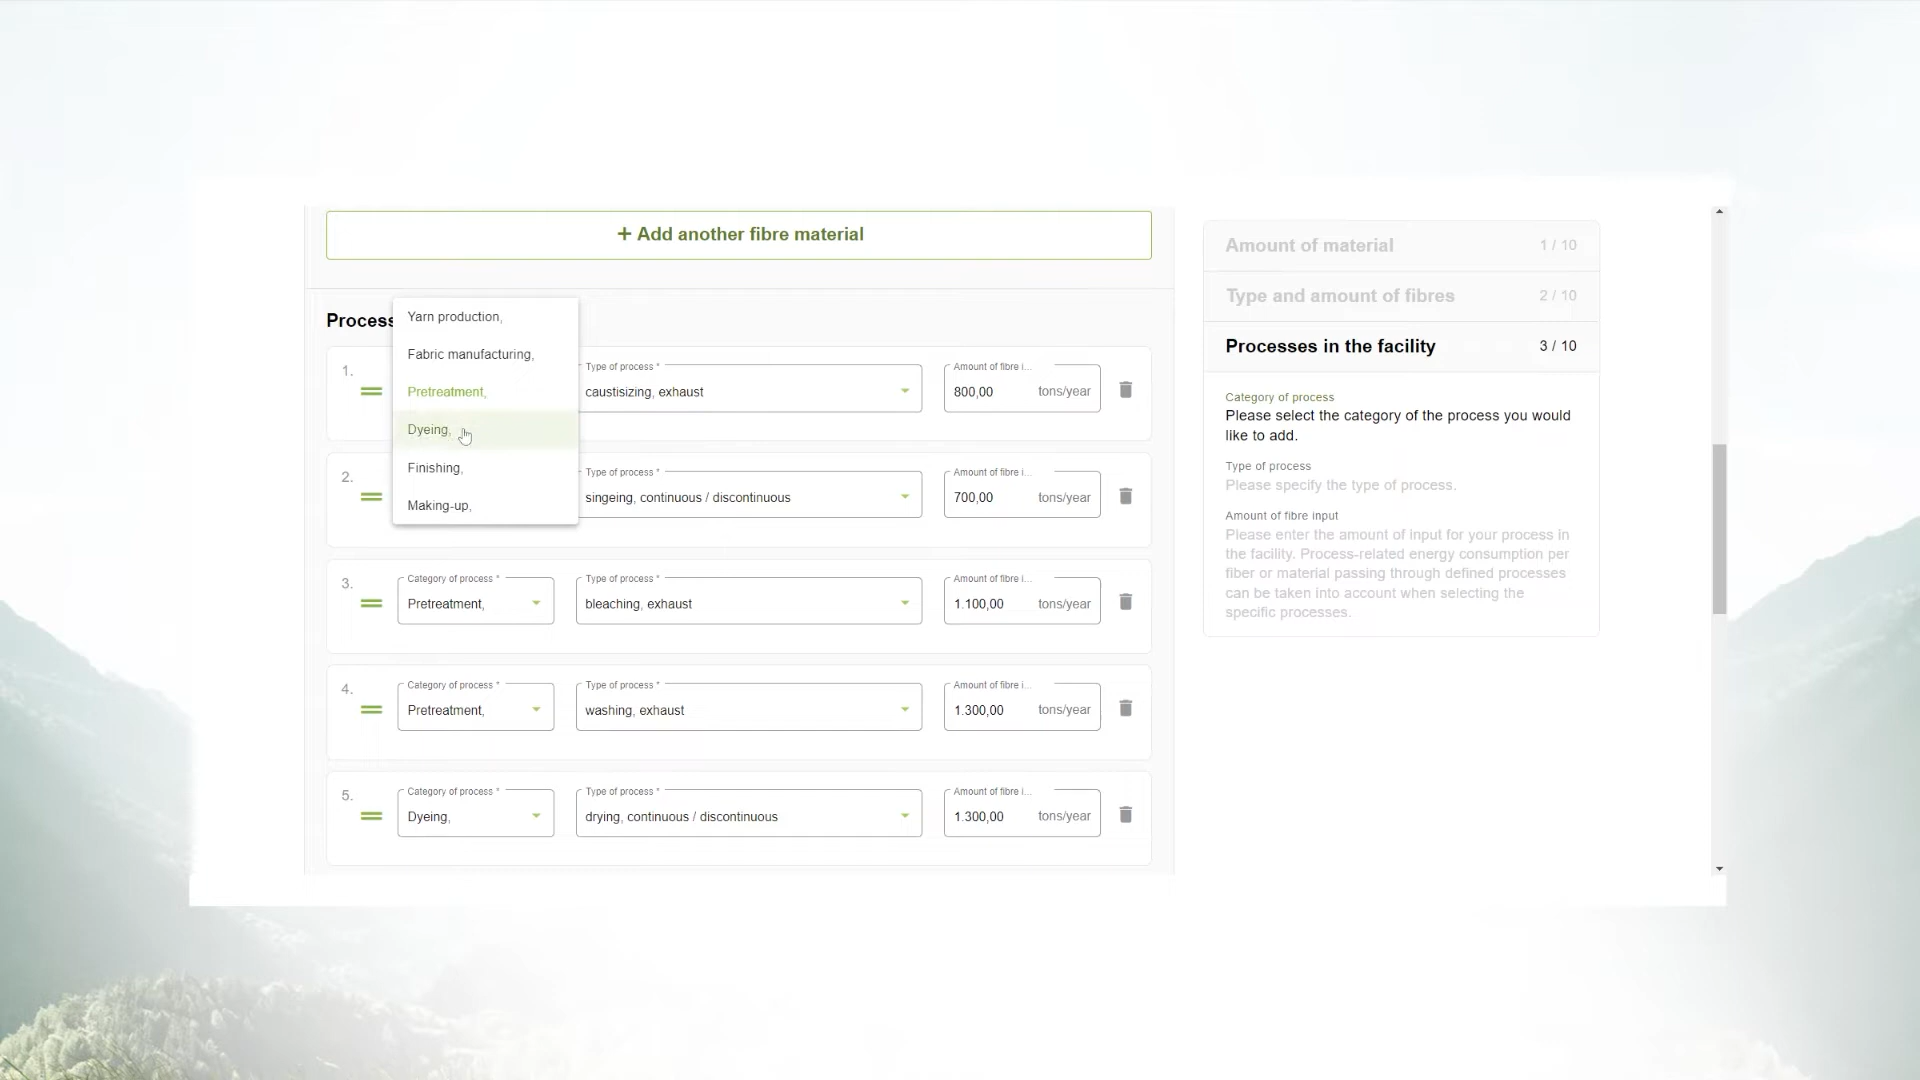 + Add another fibre material
Amount of material 1 / 10
Type and amount of fibres 2 / 10
Processes in the facility 3 / 10
Category of process
Please select the category of the process you would
like to add.
Type of process
Please specify the type of process.
Amount of fibre input
Please enter the amount of input for your process in
the facility. Process-related energy consumption per
fiber or material passing through defined processes
can be taken into account when selecting the
specific processes.
Process
Yarn production,
Fabric manufacturing,
Pretreatment,
Dyeing,
Finishing,
Making-up,
1. Type of process * Amount of fibre i...
caustisizing, exhaust 800,00 tons/year
2. Type of process * Amount of fibre i...
singeing, continuous / discontinuous 700,00 tons/year
3. Category of process * Type of process * Amount of fibre i...
Pretreatment, bleaching, exhaust 1.100,00 tons/year
4. Category of process * Type of process * Amount of fibre i...
Pretreatment, washing, exhaust 1.300,00 tons/year
5. Category of process * Type of process * Amount of fibre i...
Dyeing, drying, continuous / discontinuous 1.300,00 tons/year